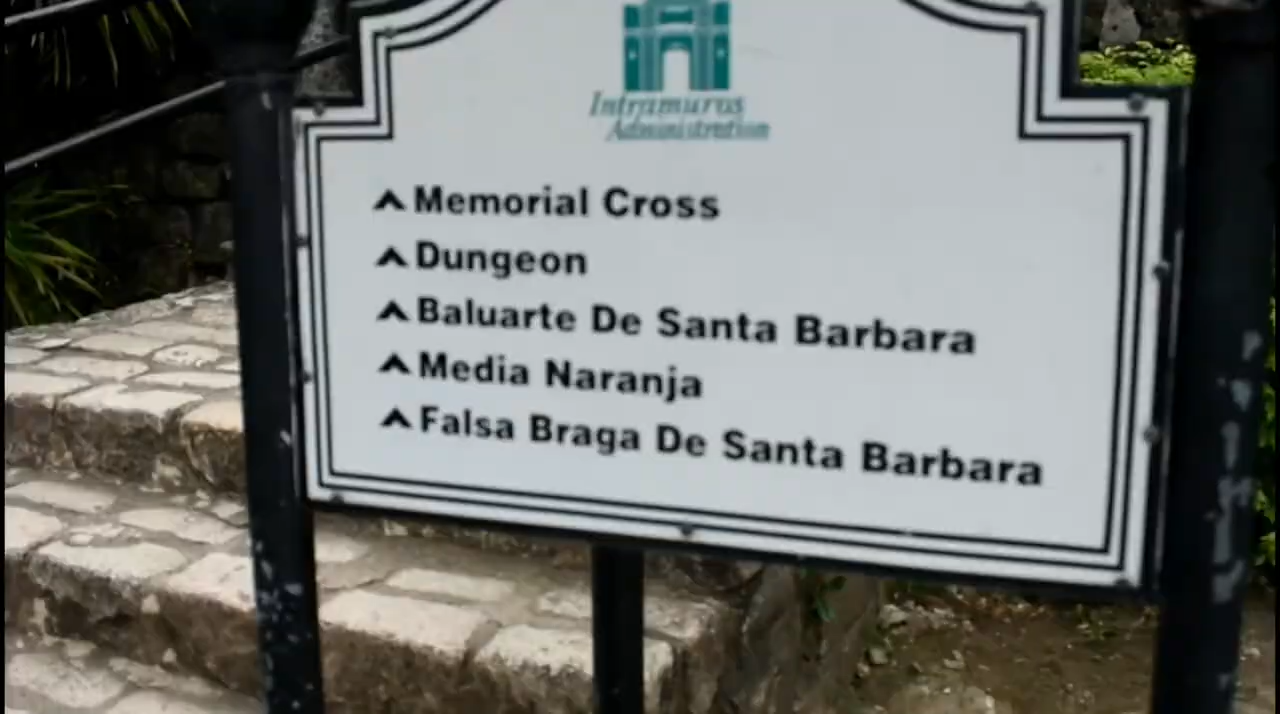 Intramuros
Administration
Memorial Cross
Dungeon
Baluarte De Santa Barbara
Media Naranja
Falsa Braga De Santa Barbara